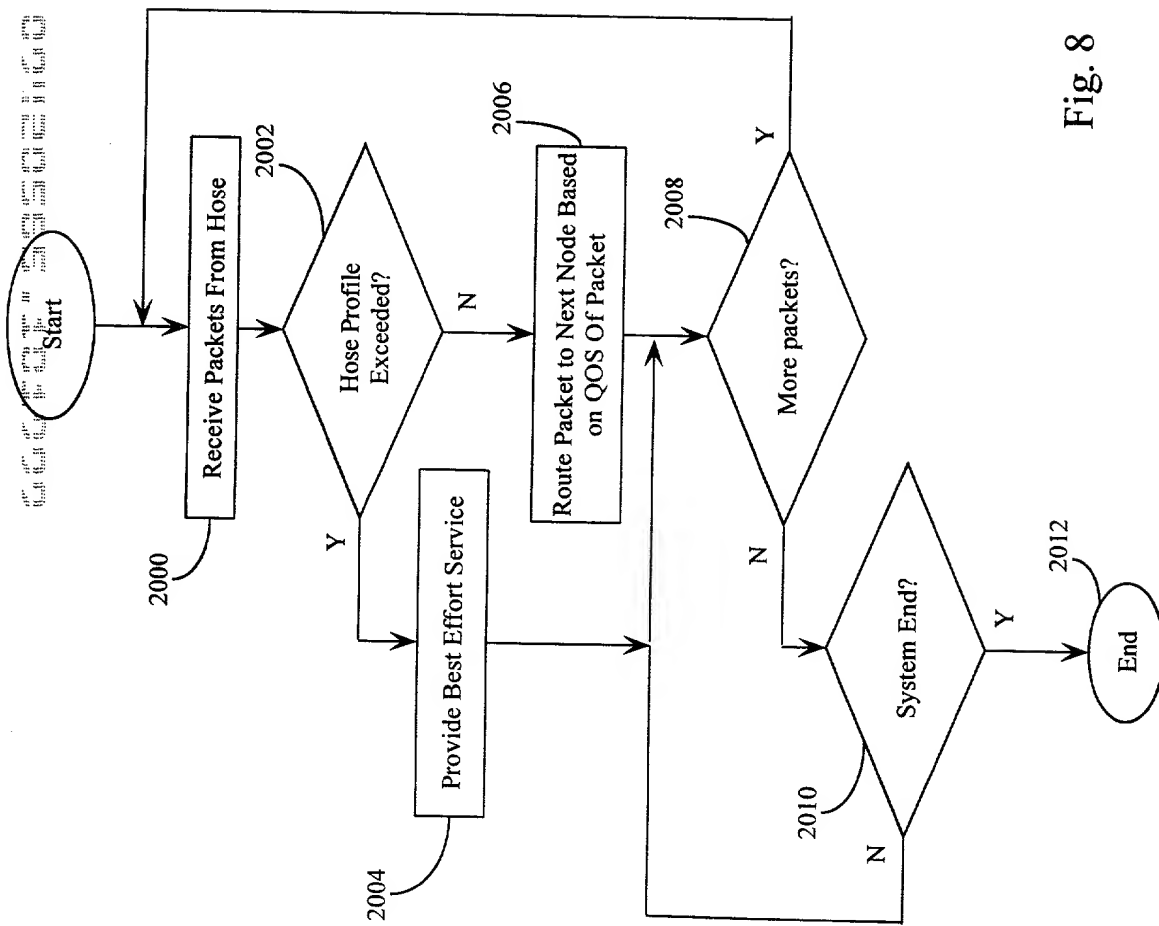 Start
2000
Receive Packets From Hose
2002
Hose Profile
Exceeded?
Y
N
2004
Provide Best Effort Service
2006
Route Packet to Next Node Based
on QOS Of Packet
2008
More packets?
Y
N
2010
System End?
N
Y
2012
End
Fig. 8